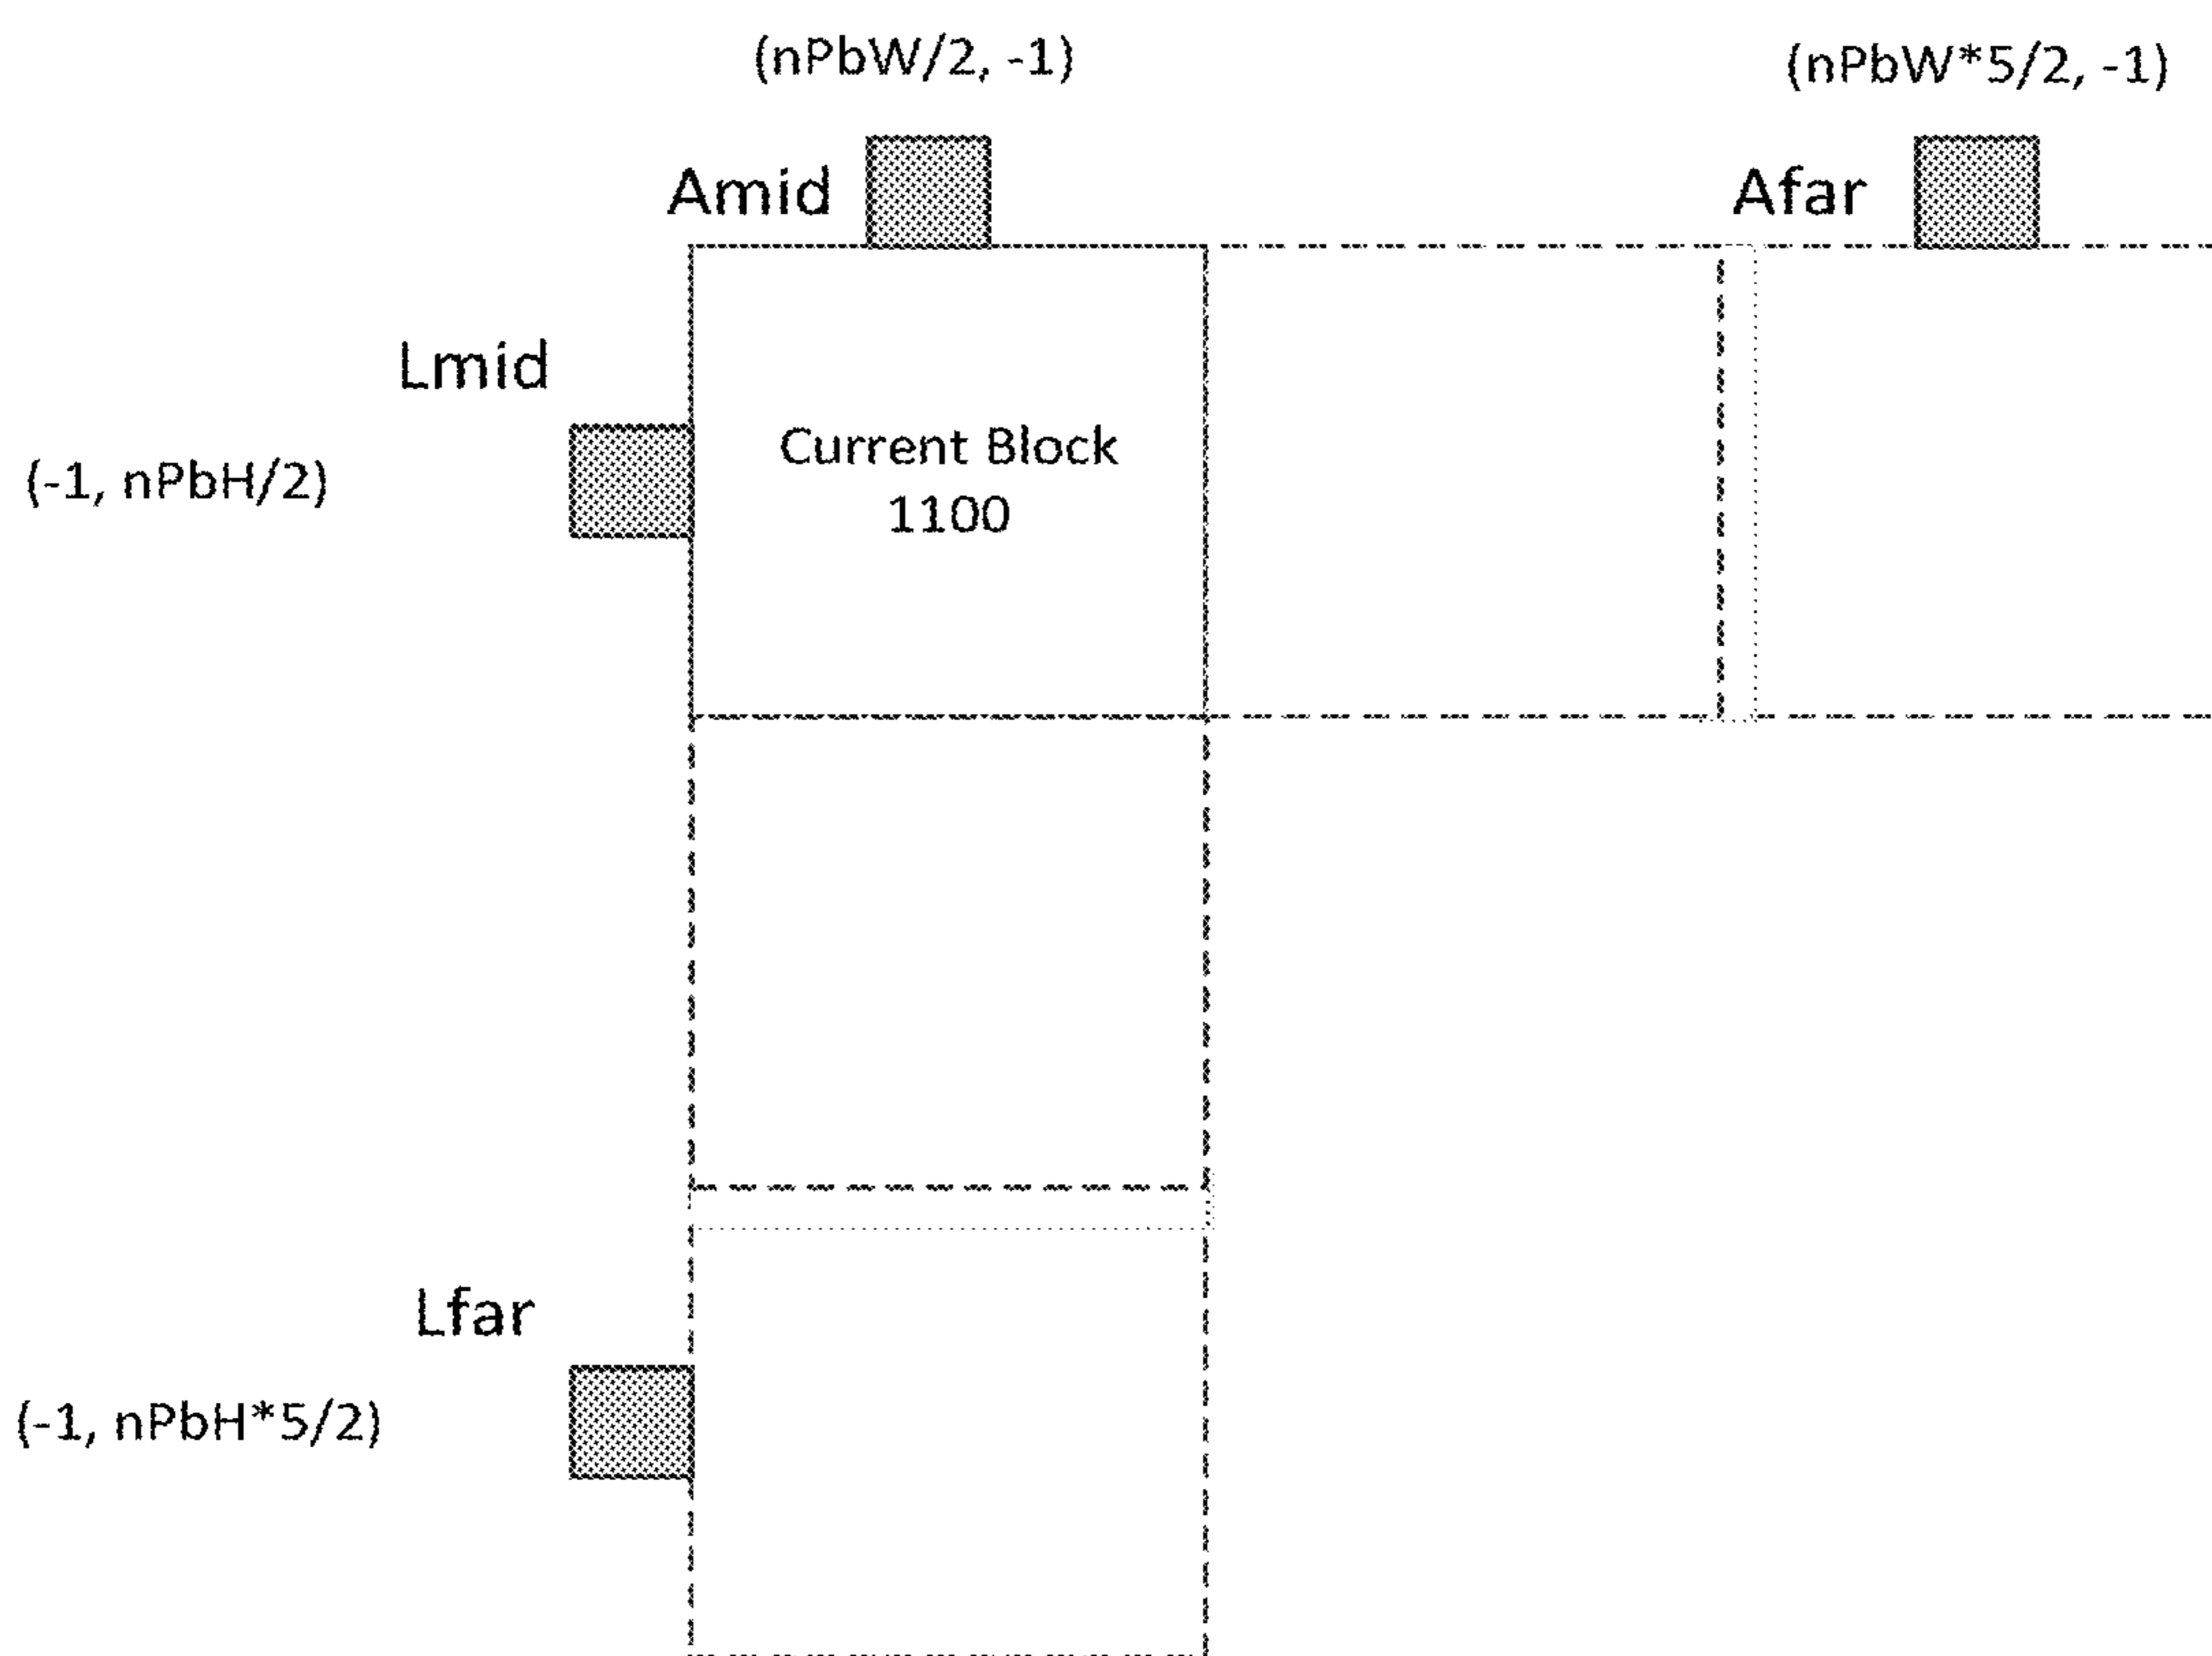 (nPbW/2, -1)
(nPbW*5/2, -1)
Amid
Afar
Lmid
(-1, nPbH/2)
Current Block
1100
Lfar
(-1, nPbH*5/2)